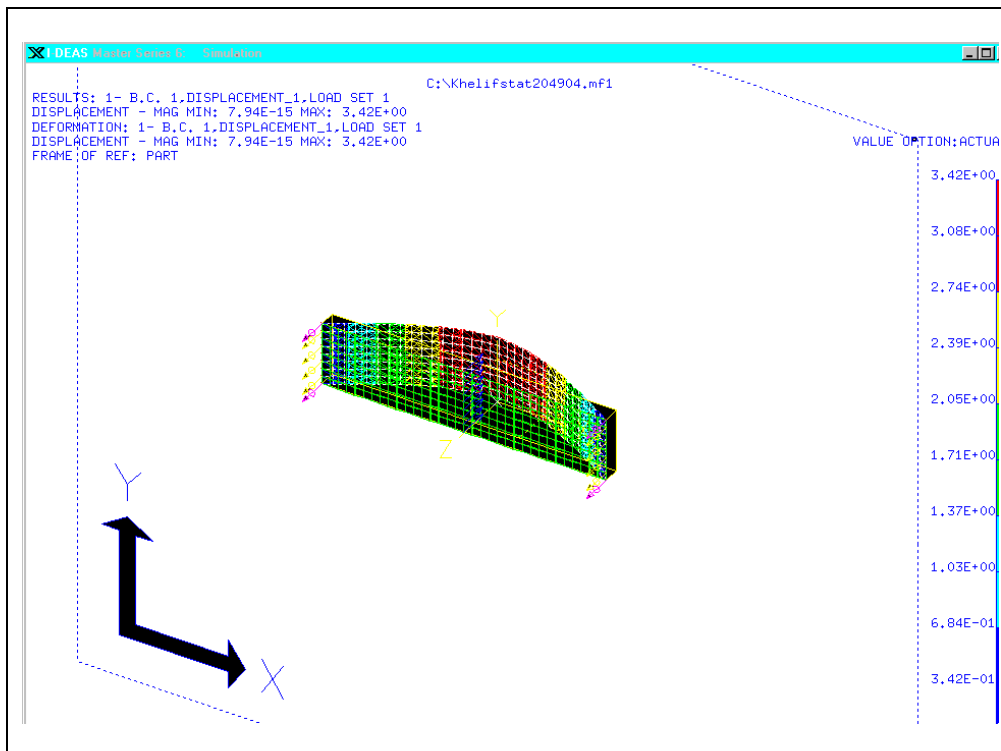 I DEAS Master Series 6 Simulation
C:\Khelifstat204904.mf1
RESULTS: 1- B.C. 1,DISPLACEMENT_1,LOAD SET 1
DISPLACEMENT - MAG MIN: 7.94E-15 MAX: 3.42E+00
DEFORMATION: 1- B.C. 1,DISPLACEMENT_1,LOAD SET 1
DISPLACEMENT - MAG MIN: 7.94E-15 MAX: 3.42E+00
FRAME OF REF: PART
VALUE OPTION:ACTUA
3.42E+00
3.08E+00
2.74E+00
2.39E+00
2.05E+00
1.71E+00
1.37E+00
1.03E+00
6.84E-01
3.42E-01
Y
Z
Y
X